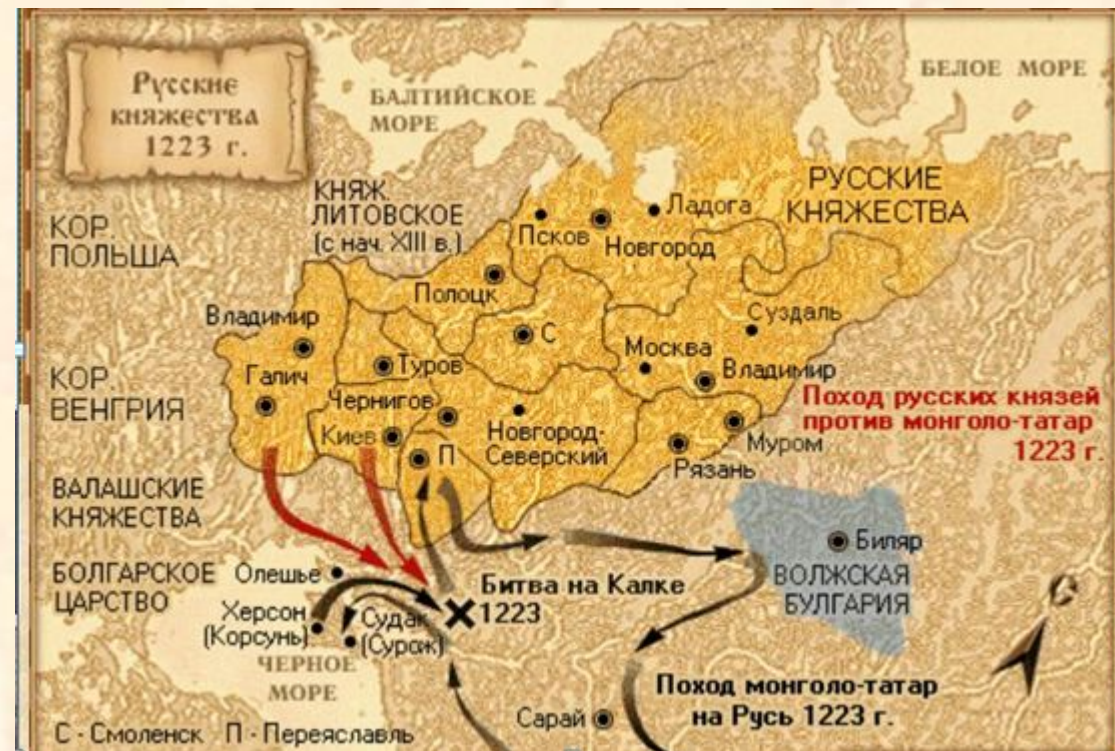 Русские
княжества
1223 г.
БАЛТИЙСКОЕ
МОРЕ
БЕЛОЕ МОРЕ
КНЯЖ.
ЛИТОВСКОЕ
(с нач. XIII в.)
КОР.
ПОЛЬША
РУССКИЕ
КНЯЖЕСТВА
Псков
Новгород
Ладога
Полоцк
Владимир
Галич
Туров
С
Суздаль
Москва
Владимир
КОР.
ВЕНГРИЯ
Чернигов
Киев
П
Новгород-
Северский
Муром
Рязань
Поход русских князей
против монголо-татар
1223 г.
ВАЛАШСКИЕ
КНЯЖЕСТВА
БОЛГАРСКОЕ
ЦАРСТВО
Олешье
Херсон
(Корсунь)
Судак
(Сурож)
Битва на Калке
1223
Биляр
ВОЛЖСКАЯ
БУЛГАРИЯ
С
ЧЕРНОЕ
МОРЕ
Сарай
Поход монголо-татар
на Русь 1223 г.
С - Смоленск П - Переяславль